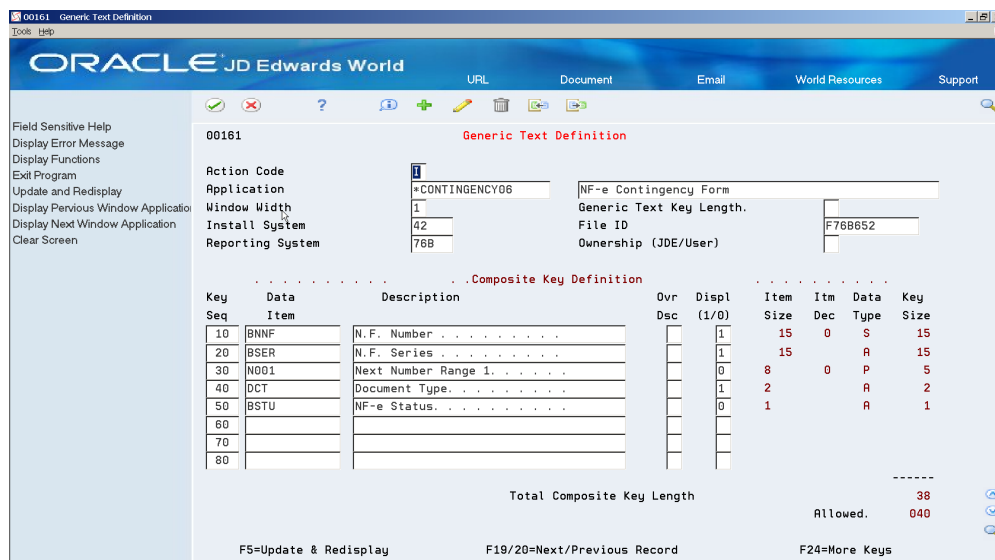 00161 Generic Text Definition
Tools Help
ORACLE JD Edwards World
URL Document Email World Resources Support
Field Sensitive Help
Display Error Message
Display Functions
Exit Program
Update and Redisplay
Display Pervious Window Application
Display Next Window Application
Clear Screen
00161 Generic Text Definition
Action Code I
Application *CONTINGENCY06 NF-e Contingency Form
Window Width 1 Generic Text Key Length.
Install System 42 File ID F76B652
Reporting System 76B Ownership (JDE/User)
. . . . . . . . . . . .Composite Key Definition . . . . . . . . . .
Key Data Description Ovr Displ Item Itm Data Key
Seq Item Dsc (1/0) Size Dec Type Size
10 BNNF N.F. Number . . . . . . . . . 1 15 0 S 15
20 BSER N.F. Series . . . . . . . . . 1 15 A 15
30 N001 Next Number Range 1. . . . . . 0 8 0 P 5
40 DCT Document Type. . . . . . . . . 1 2 A 2
50 BSTU NF-e Status. . . . . . . . . . 0 1 A 1
60
70
80
------
Total Composite Key Length 38
Allowed. 040
F5=Update & Redisplay F19/20=Next/Previous Record F24=More Keys